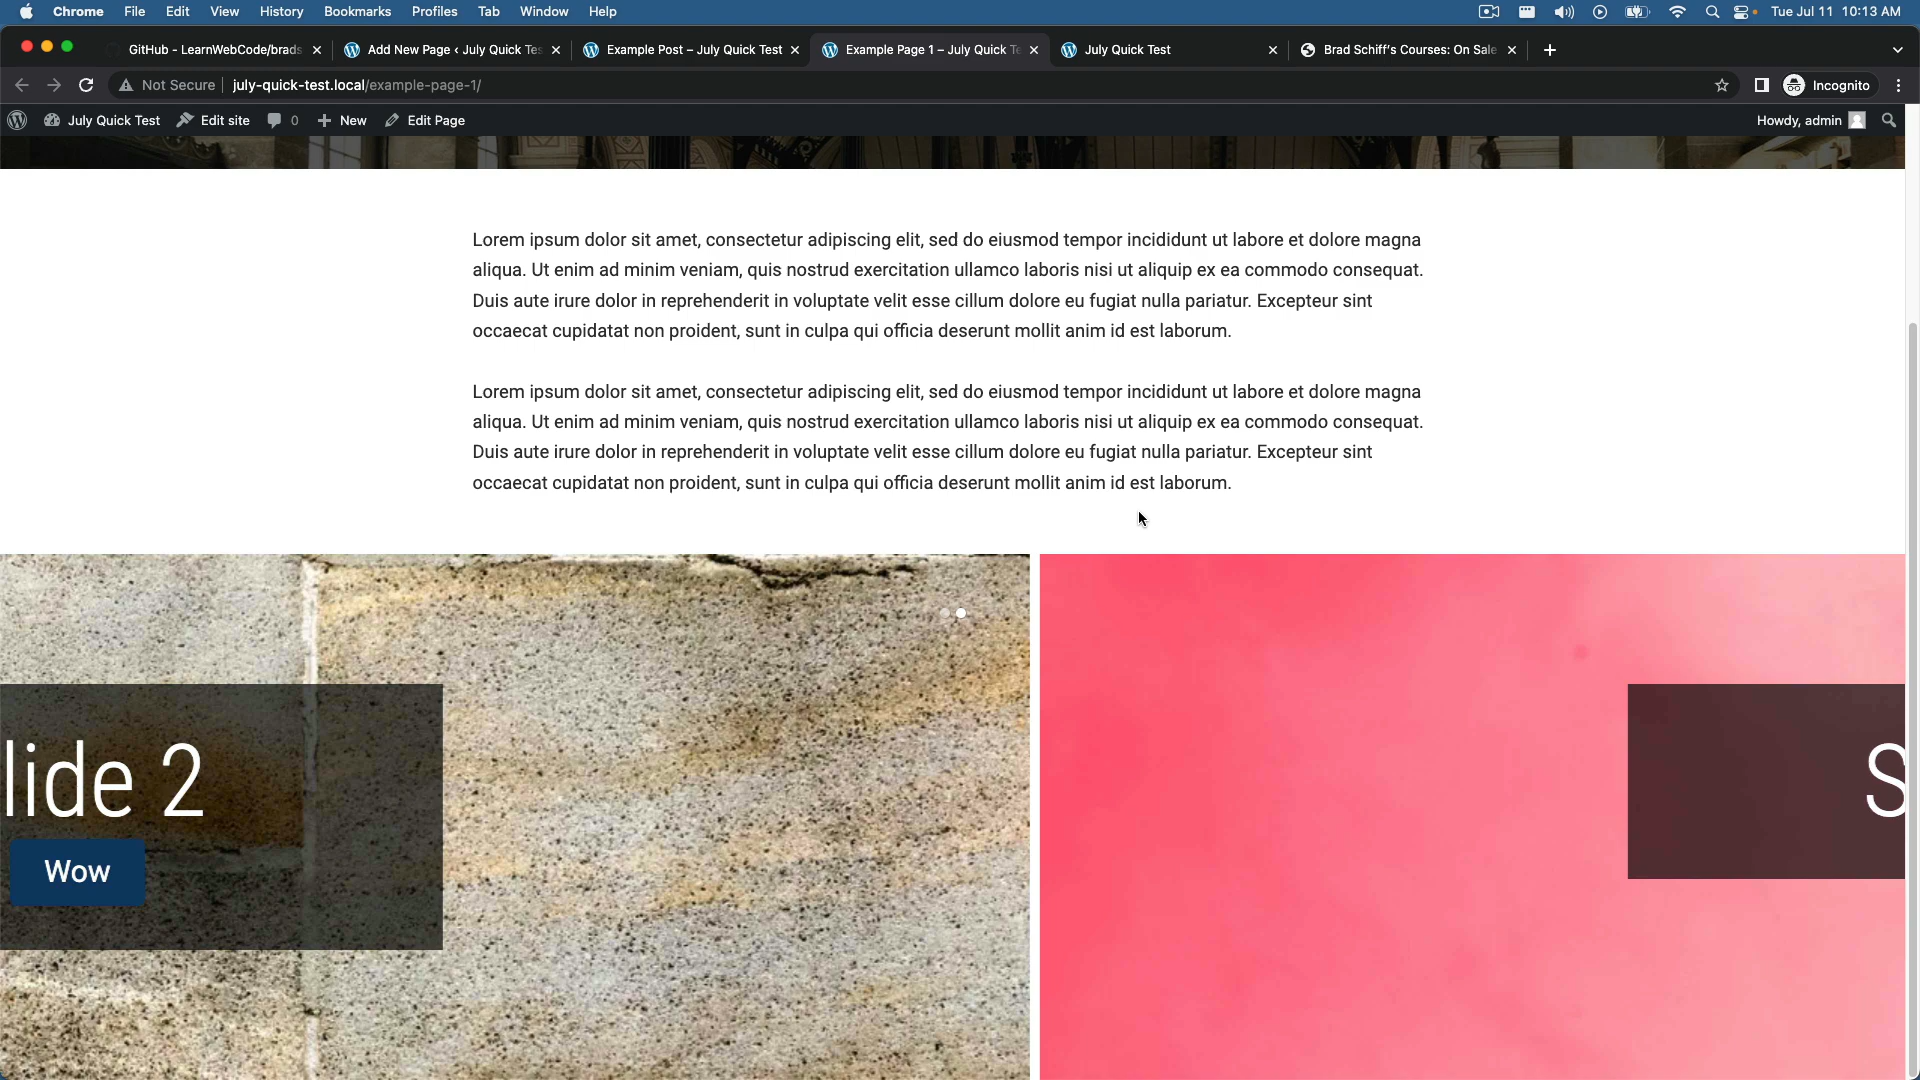 Chrome File Edit View History Bookmarks Profiles Tab Window Help Tue Jul 11 10:13 AM
GitHub - LearnWebCode/brads Add New Page ‹ July Quick Te Example Post – July Quick Test Example Page 1 – July Quick Te July Quick Test Brad Schiff's Courses: On Sale
Not Secure july-quick-test.local/example-page-1/ Incognito
July Quick Test Edit site 0 New Edit Page Howdy, admin
Lorem ipsum dolor sit amet, consectetur adipiscing elit, sed do eiusmod tempor incididunt ut labore et dolore magna
aliqua. Ut enim ad minim veniam, quis nostrud exercitation ullamco laboris nisi ut aliquip ex ea commodo consequat.
Duis aute irure dolor in reprehenderit in voluptate velit esse cillum dolore eu fugiat nulla pariatur. Excepteur sint
occaecat cupidatat non proident, sunt in culpa qui officia deserunt mollit anim id est laborum.
Lorem ipsum dolor sit amet, consectetur adipiscing elit, sed do eiusmod tempor incididunt ut labore et dolore magna
aliqua. Ut enim ad minim veniam, quis nostrud exercitation ullamco laboris nisi ut aliquip ex ea commodo consequat.
Duis aute irure dolor in reprehenderit in voluptate velit esse cillum dolore eu fugiat nulla pariatur. Excepteur sint
occaecat cupidatat non proident, sunt in culpa qui officia deserunt mollit anim id est laborum.
lide 2
S
Wow